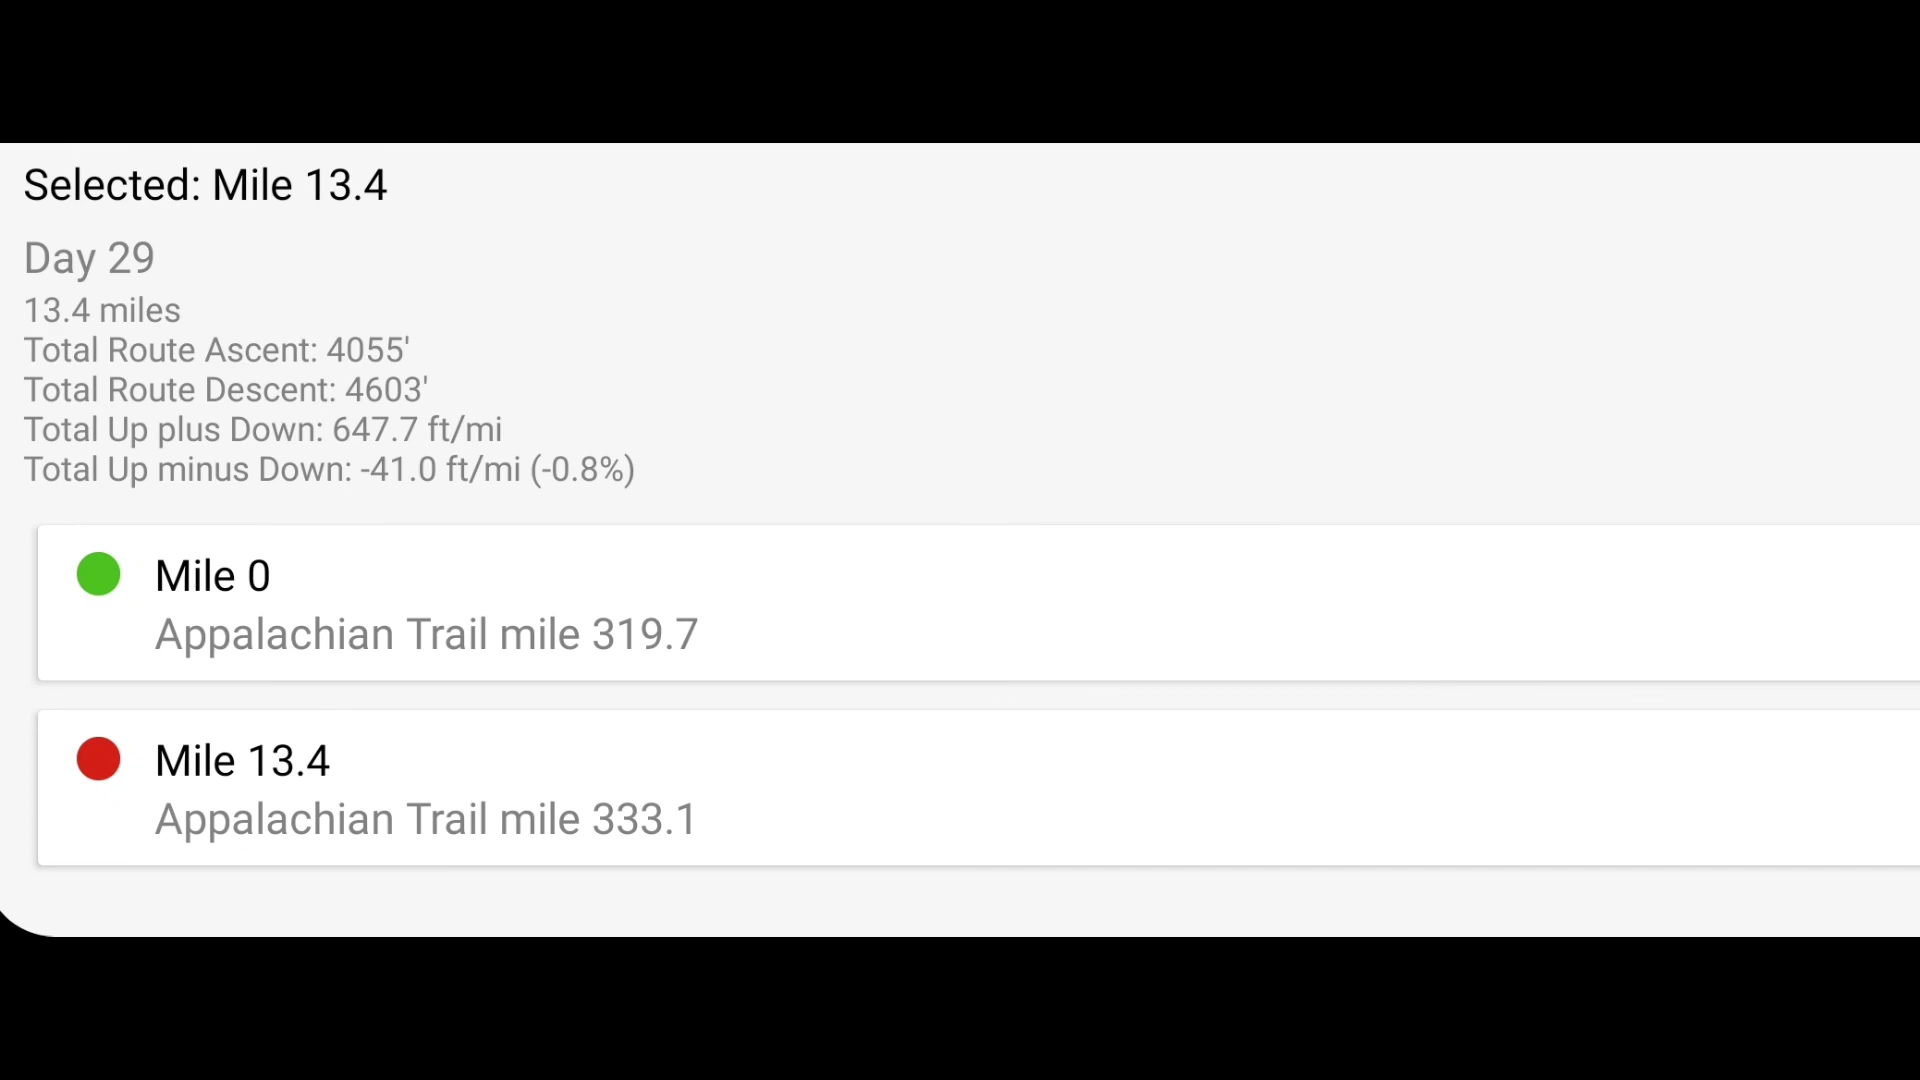 Selected: Mile 13.4
Day 29
13.4 miles
Total Route Ascent: 4055'
Total Route Descent: 4603'
Total Up plus Down: 647.7 ft/mi
Total Up minus Down: -41.0 ft/mi (-0.8%)
Mile 0
Appalachian Trail mile 319.7
Mile 13.4
Appalachian Trail mile 333.1